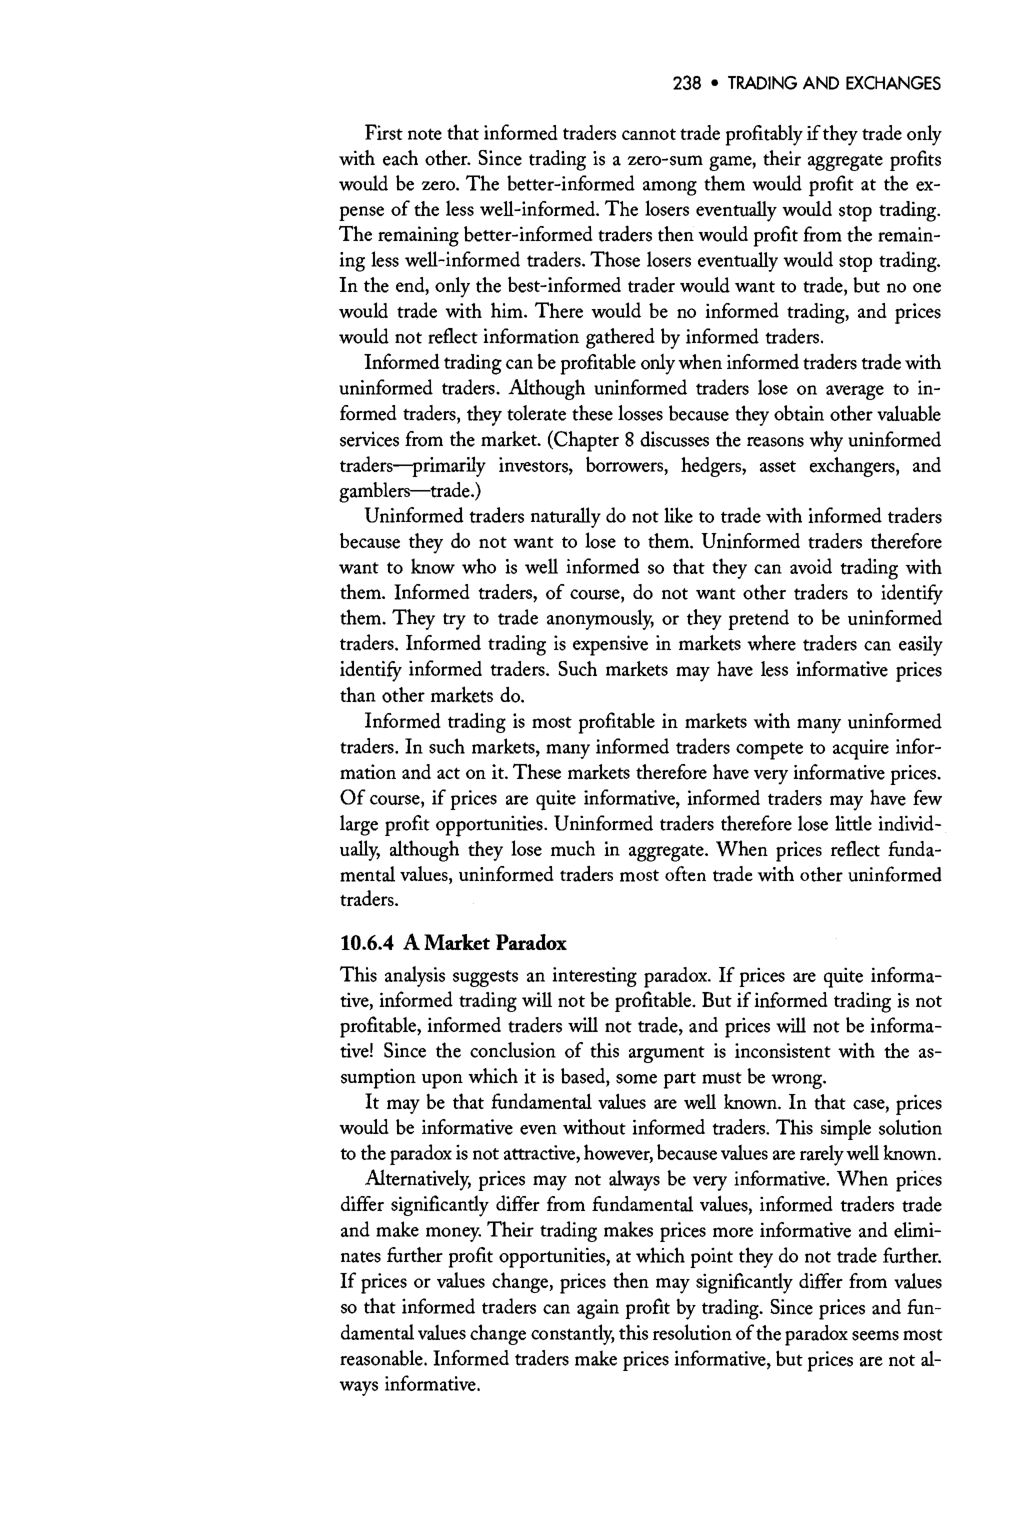 238 • TRADING AND EXCHANGES
First note that informed traders cannot trade profitably if they trade only
with each other. Since trading is a zero-sum game, their aggregate profits
would be zero. The better-informed among them would profit at the ex-
pense of the less well-informed. The losers eventually would stop trading.
The remaining better-informed traders then would profit from the remain-
ing less well-informed traders. Those losers eventually would stop trading.
In the end, only the best-informed trader would want to trade, but no one
would trade with him. There would be no informed trading, and prices
would not reflect information gathered by informed traders.
Informed trading can be profitable only when informed traders trade with
uninformed traders. Although uninformed traders lose on average to in-
formed traders, they tolerate these losses because they obtain other valuable
services from the market. (Chapter 8 discusses the reasons why uninformed
traders—primarily investors, borrowers, hedgers, asset exchangers, and
gamblers—trade.)
Uninformed traders naturally do not like to trade with informed traders
because they do not want to lose to them. Uninformed traders therefore
want to know who is well informed so that they can avoid trading with
them. Informed traders, of course, do not want other traders to identify
them. They try to trade anonymously, or they pretend to be uninformed
traders. Informed trading is expensive in markets where traders can easily
identify informed traders. Such markets may have less informative prices
than other markets do.
Informed trading is most profitable in markets with many uninformed
traders. In such markets, many informed traders compete to acquire infor-
mation and act on it. These markets therefore have very informative prices.
Of course, if prices are quite informative, informed traders may have few
large profit opportunities. Uninformed traders therefore lose little individ-
ually, although they lose much in aggregate. When prices reflect funda-
mental values, uninformed traders most often trade with other uninformed
traders.
10.6.4 A Market Paradox
This analysis suggests an interesting paradox. If prices are quite informa-
tive, informed trading will not be profitable. But if informed trading is not
profitable, informed traders will not trade, and prices will not be informa-
tive! Since the conclusion of this argument is inconsistent with the as-
sumption upon which it is based, some part must be wrong.
It may be that fundamental values are well known. In that case, prices
would be informative even without informed traders. This simple solution
to the paradox is not attractive, however, because values are rarely well known.
Alternatively, prices may not always be very informative. When prices
differ significantly differ from fundamental values, informed traders trade
and make money. Their trading makes prices more informative and elimi-
nates further profit opportunities, at which point they do not trade further.
If prices or values change, prices then may significantly differ from values
so that informed traders can again profit by trading. Since prices and fun-
damental values change constantly, this resolution of the paradox seems most
reasonable. Informed traders make prices informative, but prices are not al-
ways informative.